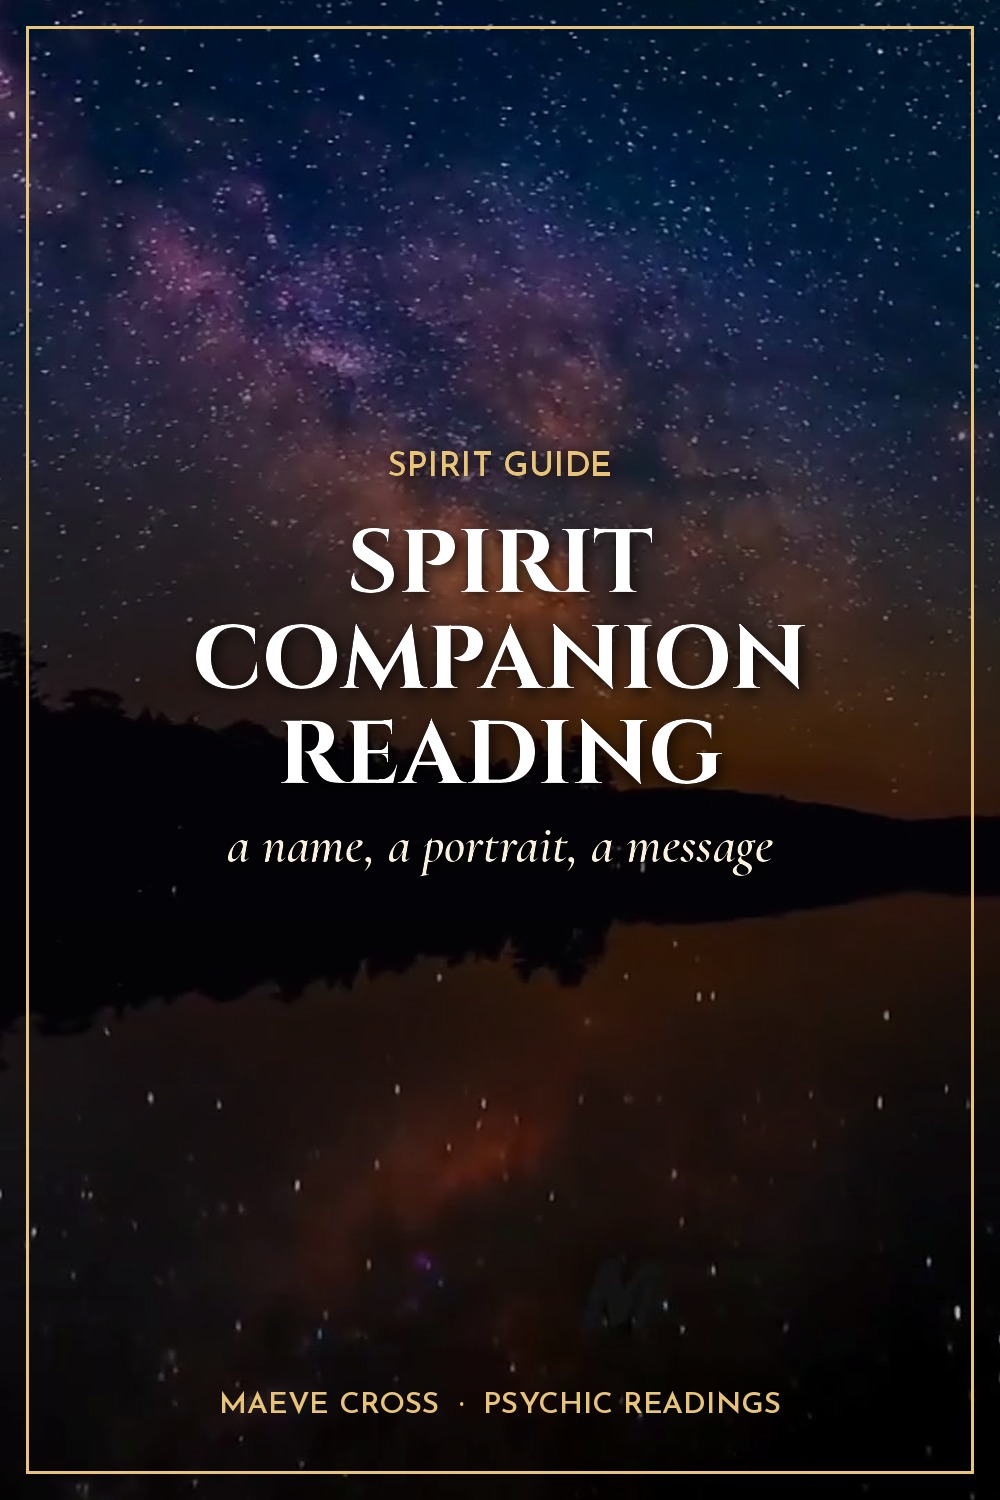 SPIRIT GUIDE
SPIRIT
COMPANION
READING
a name, a portrait, a message
MAEVE CROSS · PSYCHIC READINGS